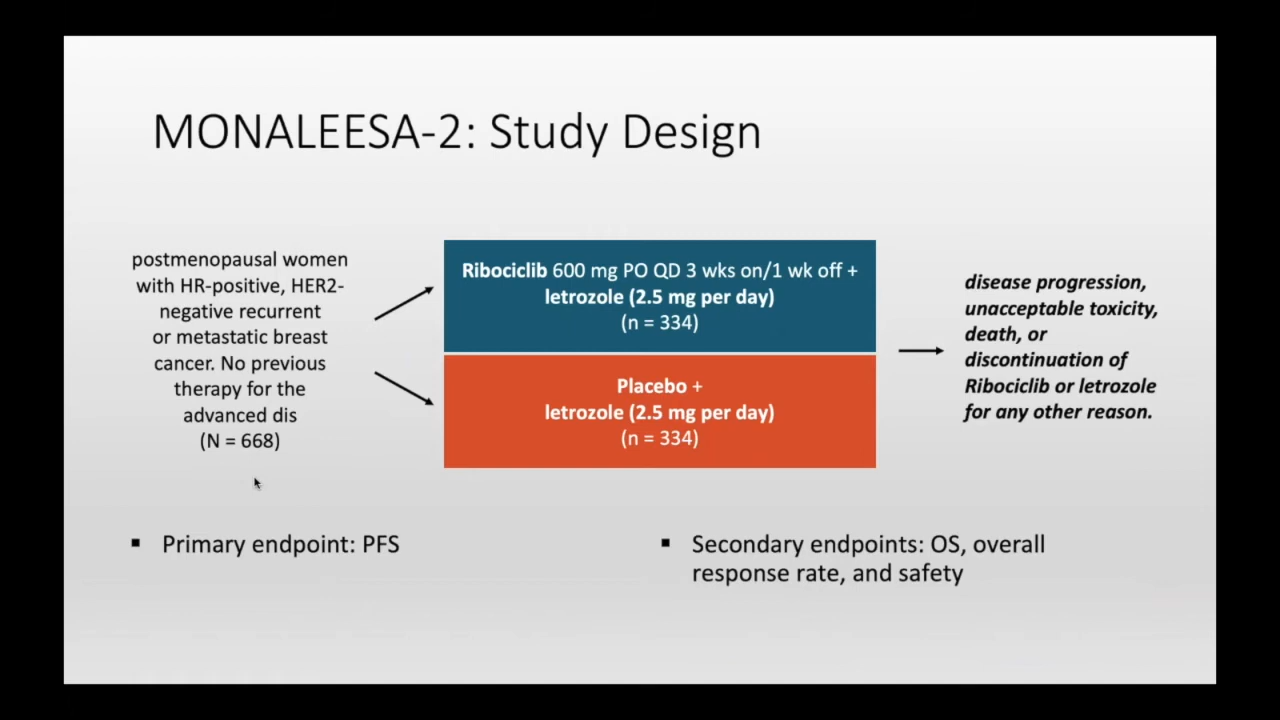 MONALEESA-2: Study Design
postmenopausal women
with HR-positive, HER2-
negative recurrent
or metastatic breast
cancer. No previous
therapy for the
advanced dis
(N = 668)
Ribociclib 600 mg PO QD 3 wks on/1 wk off +
letrozole (2.5 mg per day)
(n = 334)
Placebo +
letrozole (2.5 mg per day)
(n = 334)
disease progression,
unacceptable toxicity,
death, or
discontinuation of
Ribociclib or letrozole
for any other reason.
▪ Primary endpoint: PFS
▪ Secondary endpoints: OS, overall
response rate, and safety